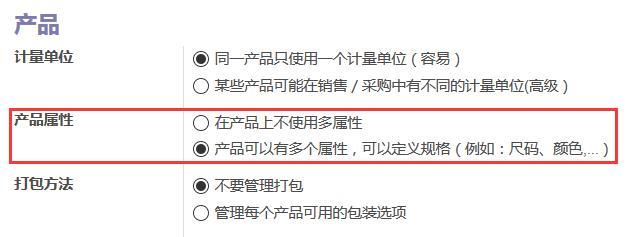 产品
计量单位
同一产品只使用一个计量单位（容易）
某些产品可能在销售 / 采购中有不同的计量单位(高级 )
产品属性
在产品上不使用多属性
产品可以有多个属性，可以定义规格（例如：尺码、颜色,... ）
打包方法
不要管理打包
管理每个产品可用的包装选项